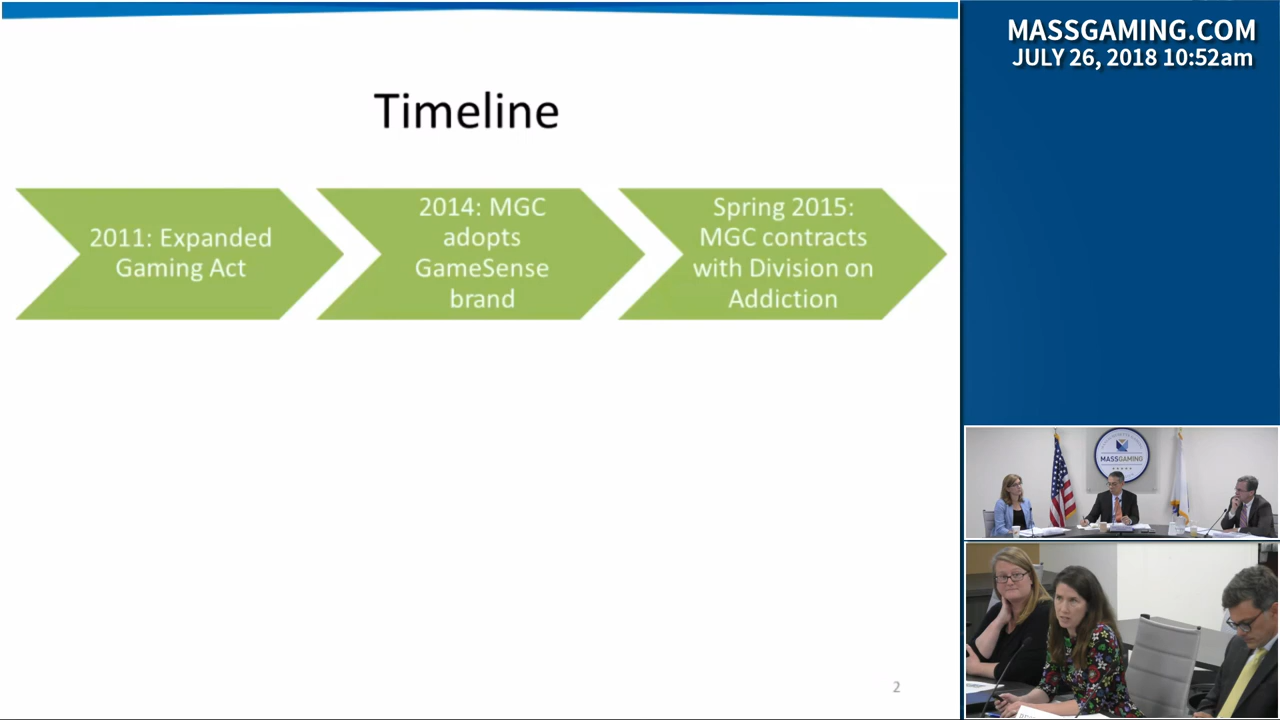 MASSGAMING.COM
JULY 26, 2018 10:52am
Timeline
2011: Expanded
Gaming Act
2014: MGC
adopts
GameSense
brand
Spring 2015:
MGC contracts
with Division on
Addiction
2
MASSGAMING